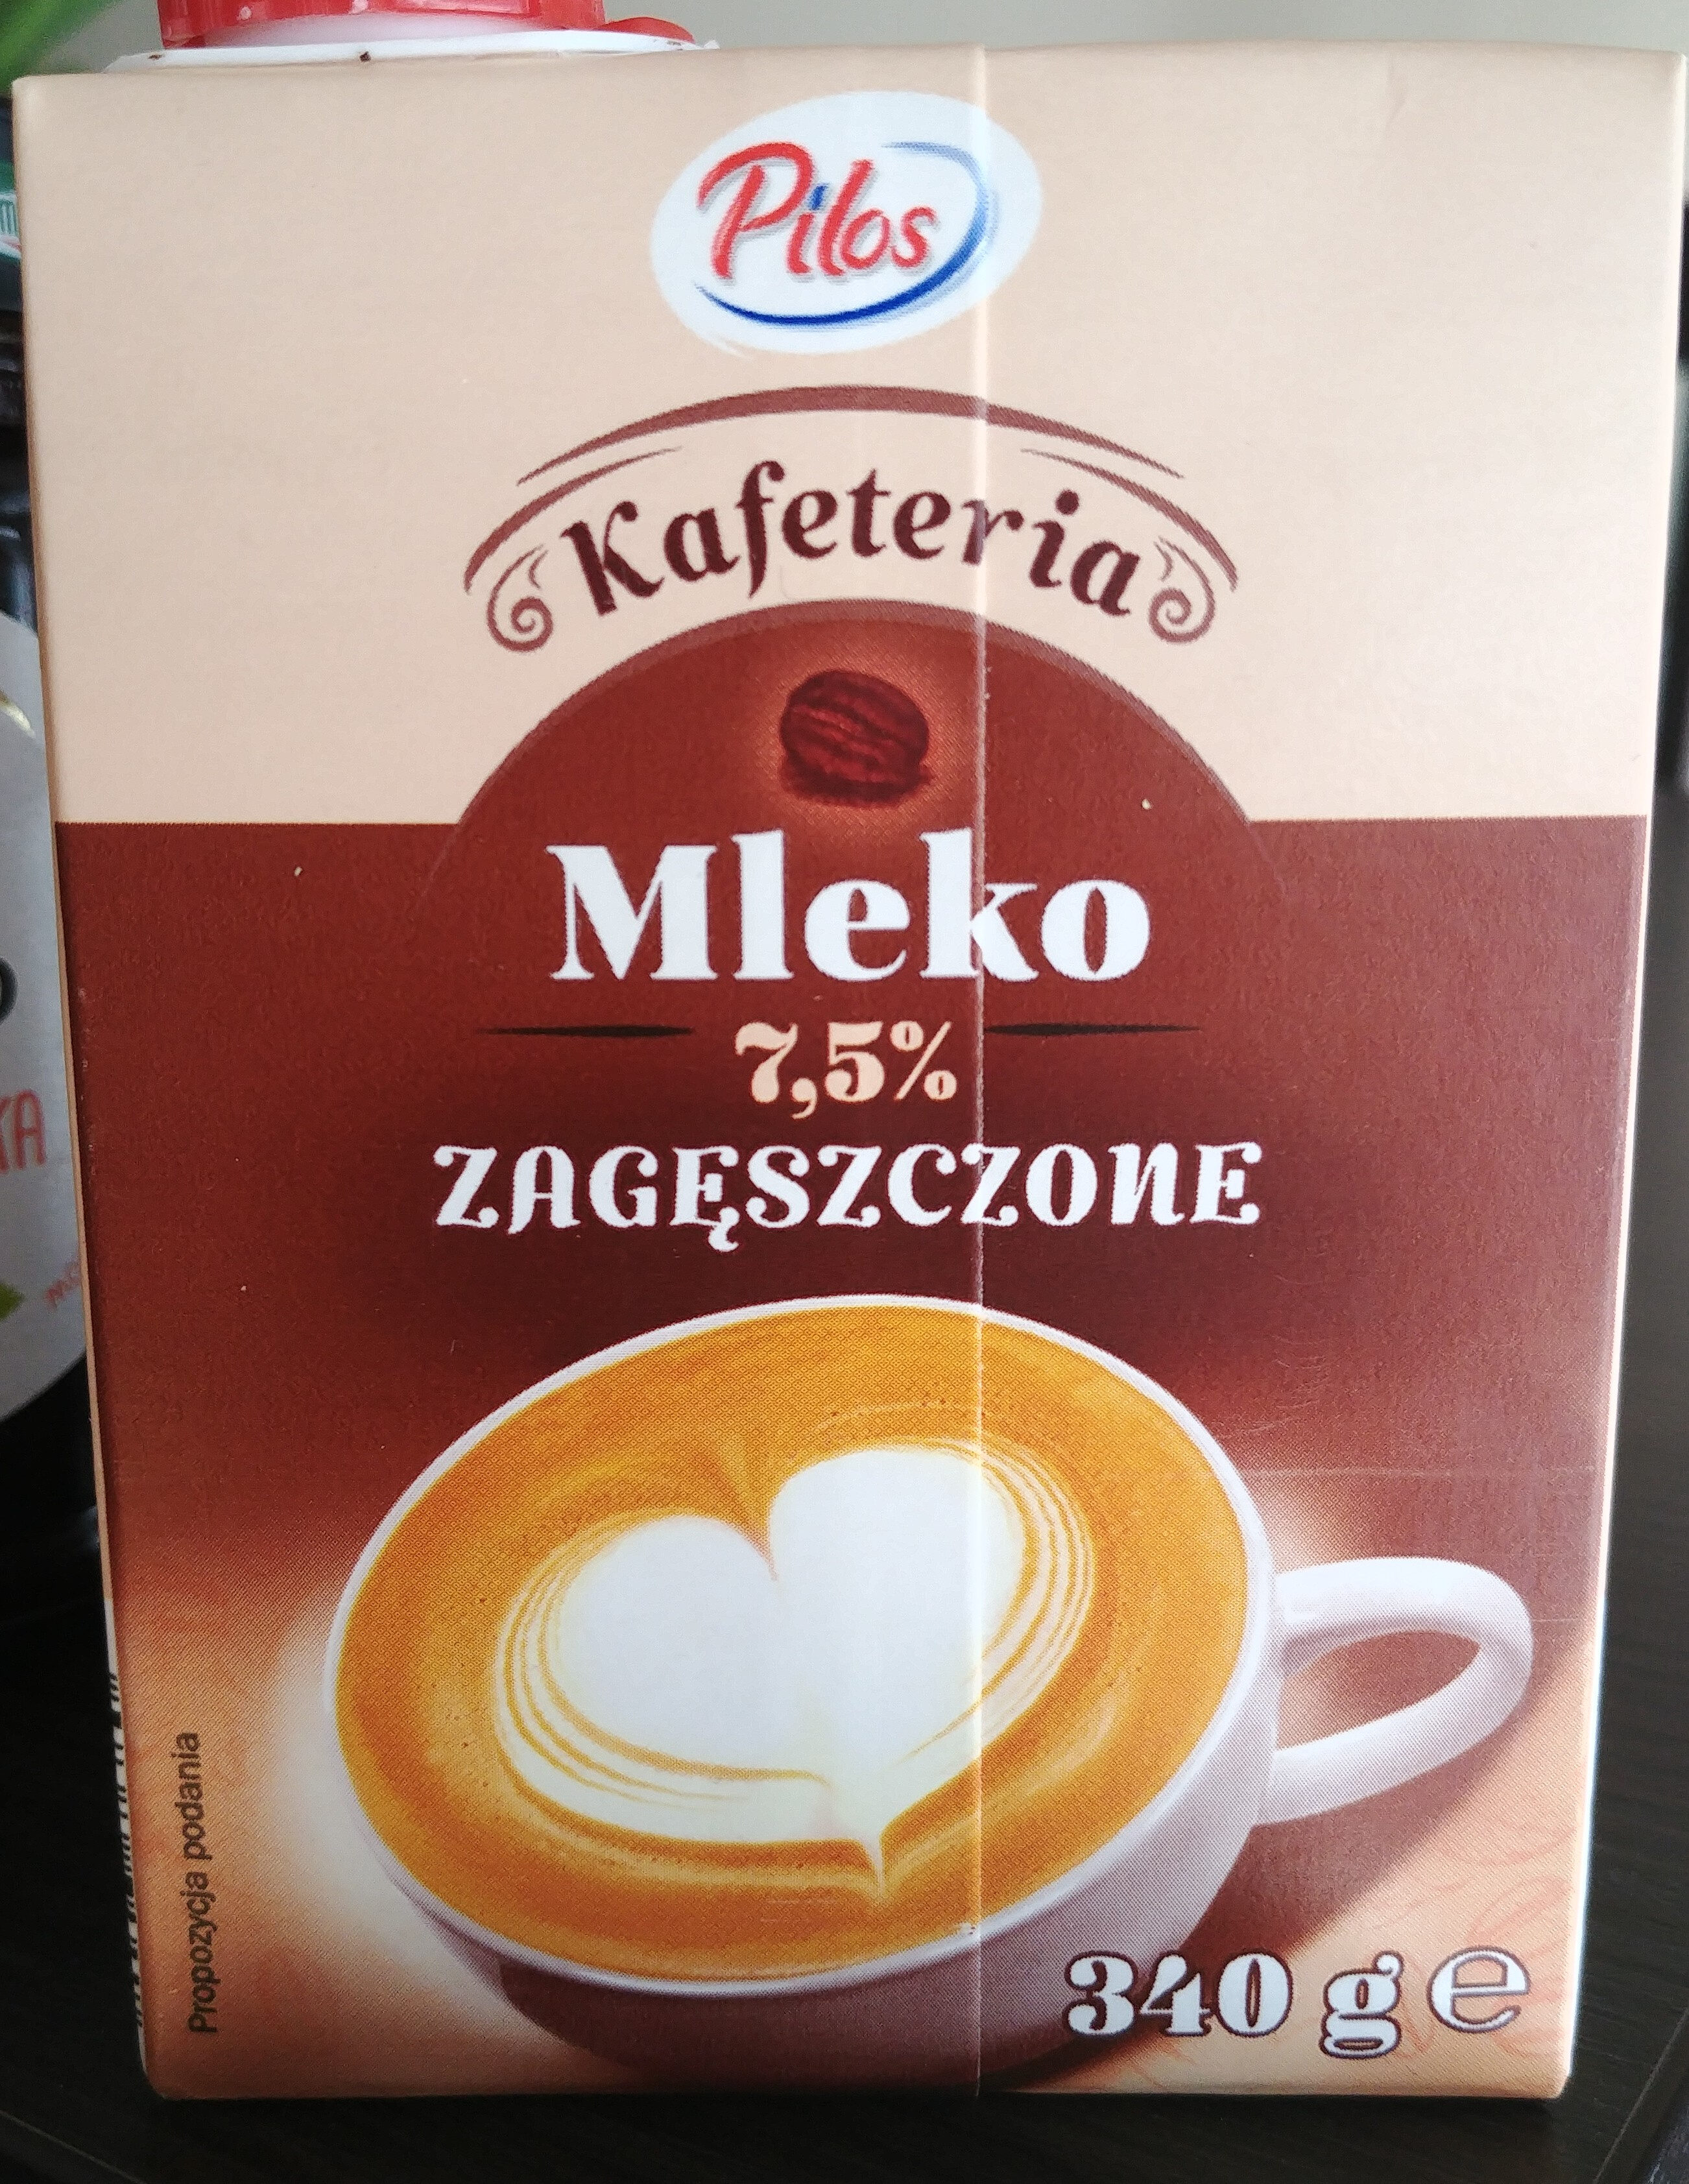 Pilos
Kafeteria
Mleko
7,5%
ZAGĘSZCZONE
Propozycja podania
340 g e